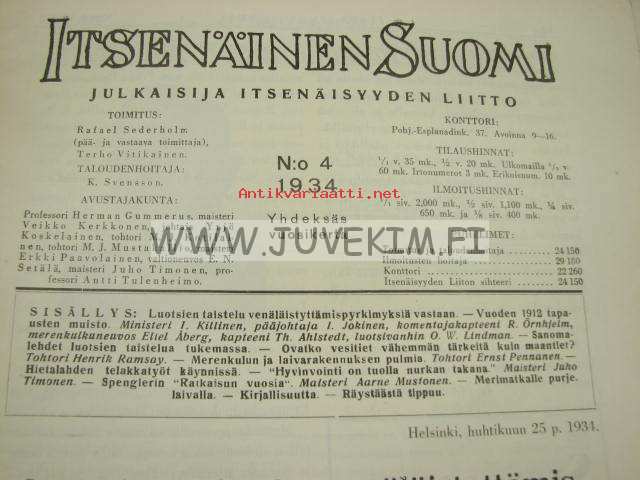 ITSENÄINEN SUOMI
JULKAISIJA ITSENÄISYYDEN LIITTO
TOIMITUS:
Rafael Sederholm
(pää- ja vastaava toimittaja),
Terho Vitikainen.
TALOUDENHOITAJA:
K. Svensson.
AVUSTAJAKUNTA:
Professori Herman Gummerus, maisteri
Veikko Kerkkonen,
Koskelainen, tohtori
nen, tohtori M. J. Mustanen,
Erkki Paavolainen, valtioneuvos E. N.
Setälä, maisteri Juho Timonen, pro-
fessori Antti Tulenheimo.
N:o 4
1934
Antikvariaatti.net
Yhdeksäs
vuosikerta
KONTTORI:
Pohj.-Esplanadink. 37. Avoinna 9—16.
TILAUSHINNAT:
1/1 v. 35 mk., 1/2 v. 20 mk. Ulkomailla 1/1 v.
60 mk. Irtonumerot 3 mk. Erikoisnum. 10 mk.
ILMOITUSHINNAT:
1/1 siv. 2,000 mk., 1/2 siv. 1,100 mk., 1/4 siv.
650 mk. ja 1/8 siv. 400 mk.
24 150
Ilmoitusten hoitaja 29 180
Konttori 22 260
Itsenäisyyden Liiton sihteeri 24 150
WWW.JUVEKIM.FI
SISÄLLYS: Luotsien taistelu venäläistyttämispyrkimyksiä vastaan. — Vuoden 1912 tapa-
usten muisto. Ministeri I. Killinen, pääjohtaja I. Jokinen, komentajakapteeni R. Örnhjelm,
merenkulkuneuvos Eliel Åberg, kapteeni Th. Ahlstedt, luotsivanhin O. W. Lindman. — Sanoma-
lehdet luotsien taistelua tukemassa. — Ovatko vesitiet vähemmän tärkeitä kuin maantiet?
Tohtori Henrik Ramsay. — Merenkulun ja laivarakennuksen pulmia. Tohtori Ernst Pennanen. —
Hietalahden telakkatyöt käynnissä. — "Hyvinvointi on tuolla nurkan takana." Maisteri Juho
Timonen. — Spenglerin "Ratkaisun vuosia". Maisteri Aarne Mustonen. — Merimatkalle purje-
laivalla. — Kirjallisuutta. — Räystäästä tippuu.
Helsinki, huhtikuun 25 p. 1934.